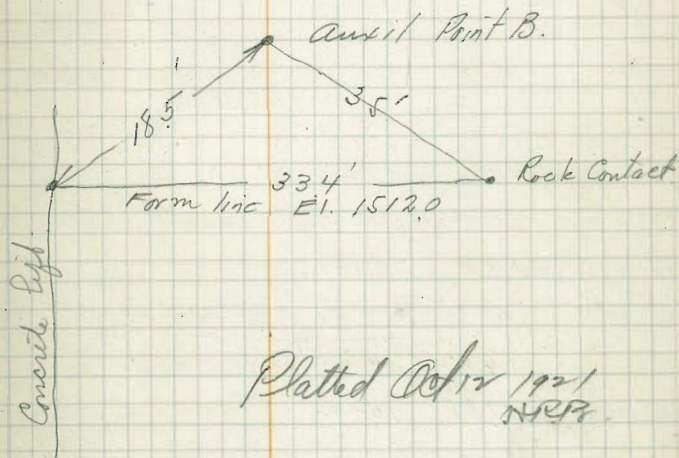 Auxil Point B.
18.5'
35'
33.4'
Rock Contact
Form line El. 1512.0
Concrete
Platted Oct 12 1921